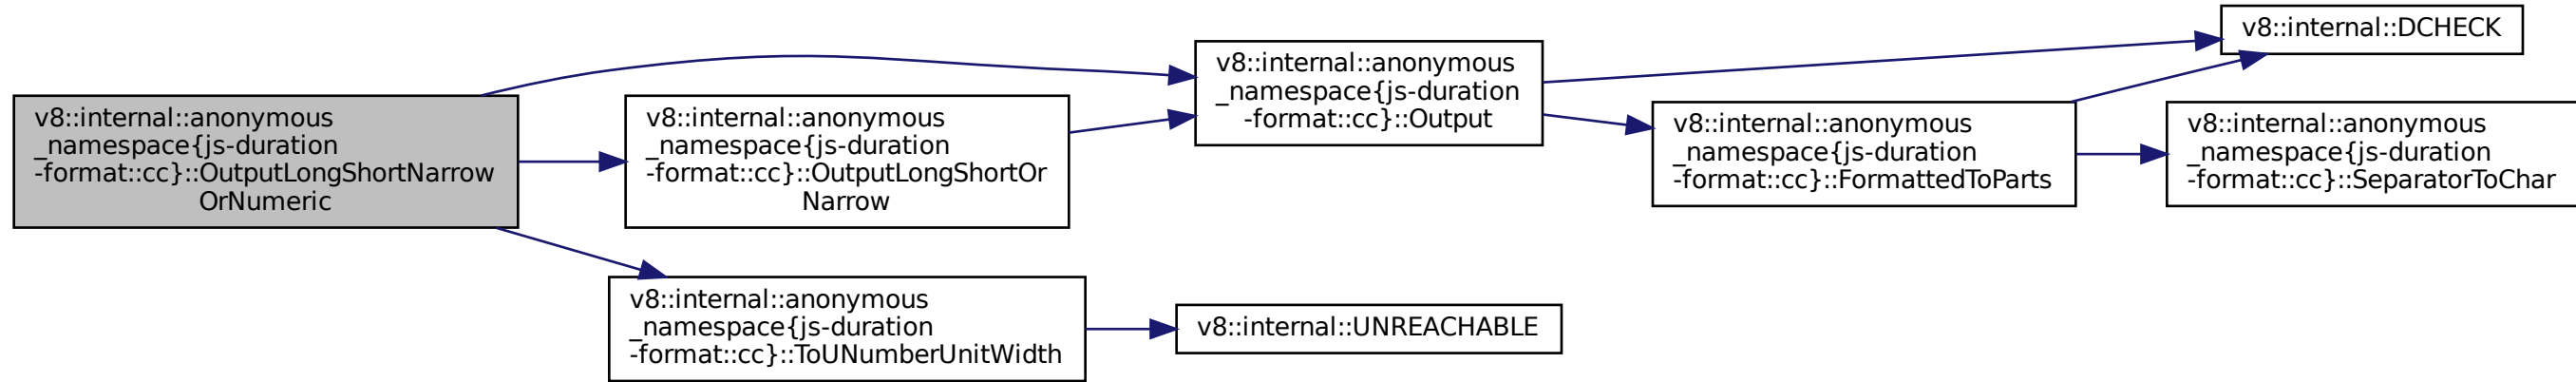 v8::internal::anonymous
_namespace{js-duration
-format::cc}::OutputLongShortNarrow
OrNumeric
v8::internal::anonymous
_namespace{js-duration
-format::cc}::OutputLongShortOr
Narrow
v8::internal::anonymous
_namespace{js-duration
-format::cc}::ToUNumberUnitWidth
v8::internal::anonymous
_namespace{js-duration
-format::cc}::Output
v8::internal::UNREACHABLE
v8::internal::anonymous
_namespace{js-duration
-format::cc}::FormattedToParts
v8::internal::DCHECK
v8::internal::anonymous
_namespace{js-duration
-format::cc}::SeparatorToChar